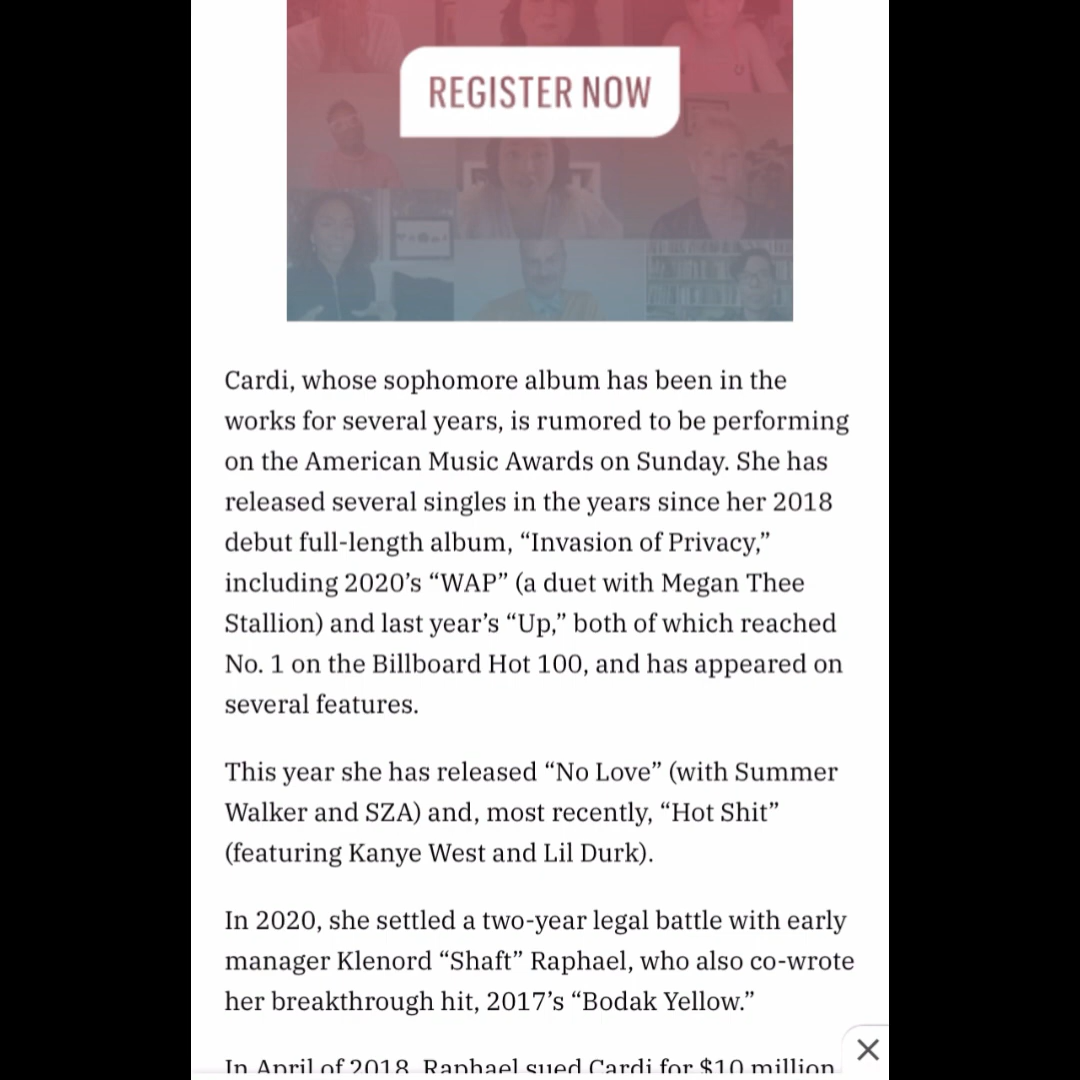 REGISTER NOW
Cardi, whose sophomore album has been in the
works for several years, is rumored to be performing
on the American Music Awards on Sunday. She has
released several singles in the years since her 2018
debut full-length album, “Invasion of Privacy,”
including 2020’s “WAP” (a duet with Megan Thee
Stallion) and last year’s “Up,” both of which reached
No. 1 on the Billboard Hot 100, and has appeared on
several features.
This year she has released “No Love” (with Summer
Walker and SZA) and, most recently, “Hot Shit”
(featuring Kanye West and Lil Durk).
In 2020, she settled a two-year legal battle with early
manager Klenord “Shaft” Raphael, who also co-wrote
her breakthrough hit, 2017’s “Bodak Yellow.”
In April of 2018, Raphael sued Cardi for $10 million